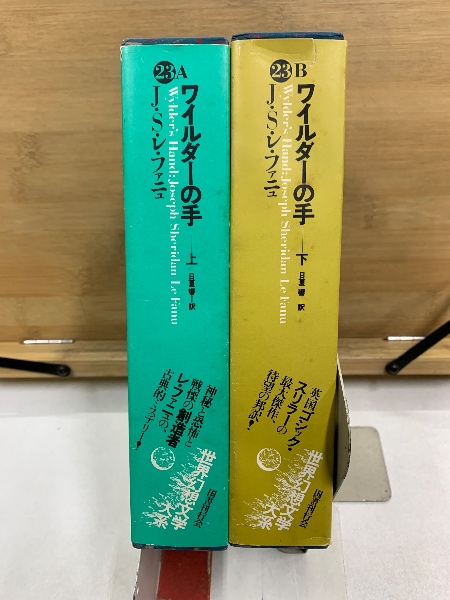 23A
ワイルダーの手
―上
日夏響―訳
Wylder's Hand: Joseph Sheridan Le Fanu
J・S・レ・ファニュ
神秘と恐怖と
戦慄の創造者
レ・ファニュの、
古典的ミステリー!
世界幻想文学
大系
国書刊行会
23B
ワイルダーの手
―下
日夏響 訳
Wylder's Hand: Joseph Sheridan Le Fanu
J・S・レ・ファニュ
英国ゴシック・
スリラーの
最大傑作、
待望の邦訳!
世界幻想文学
大系
国書刊行会